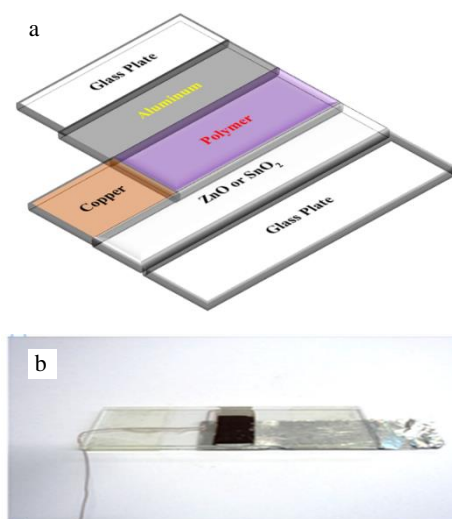 a
Glass Plate
Aluminum
Polymer
Copper
ZnO or SnO₂
Glass Plate
b